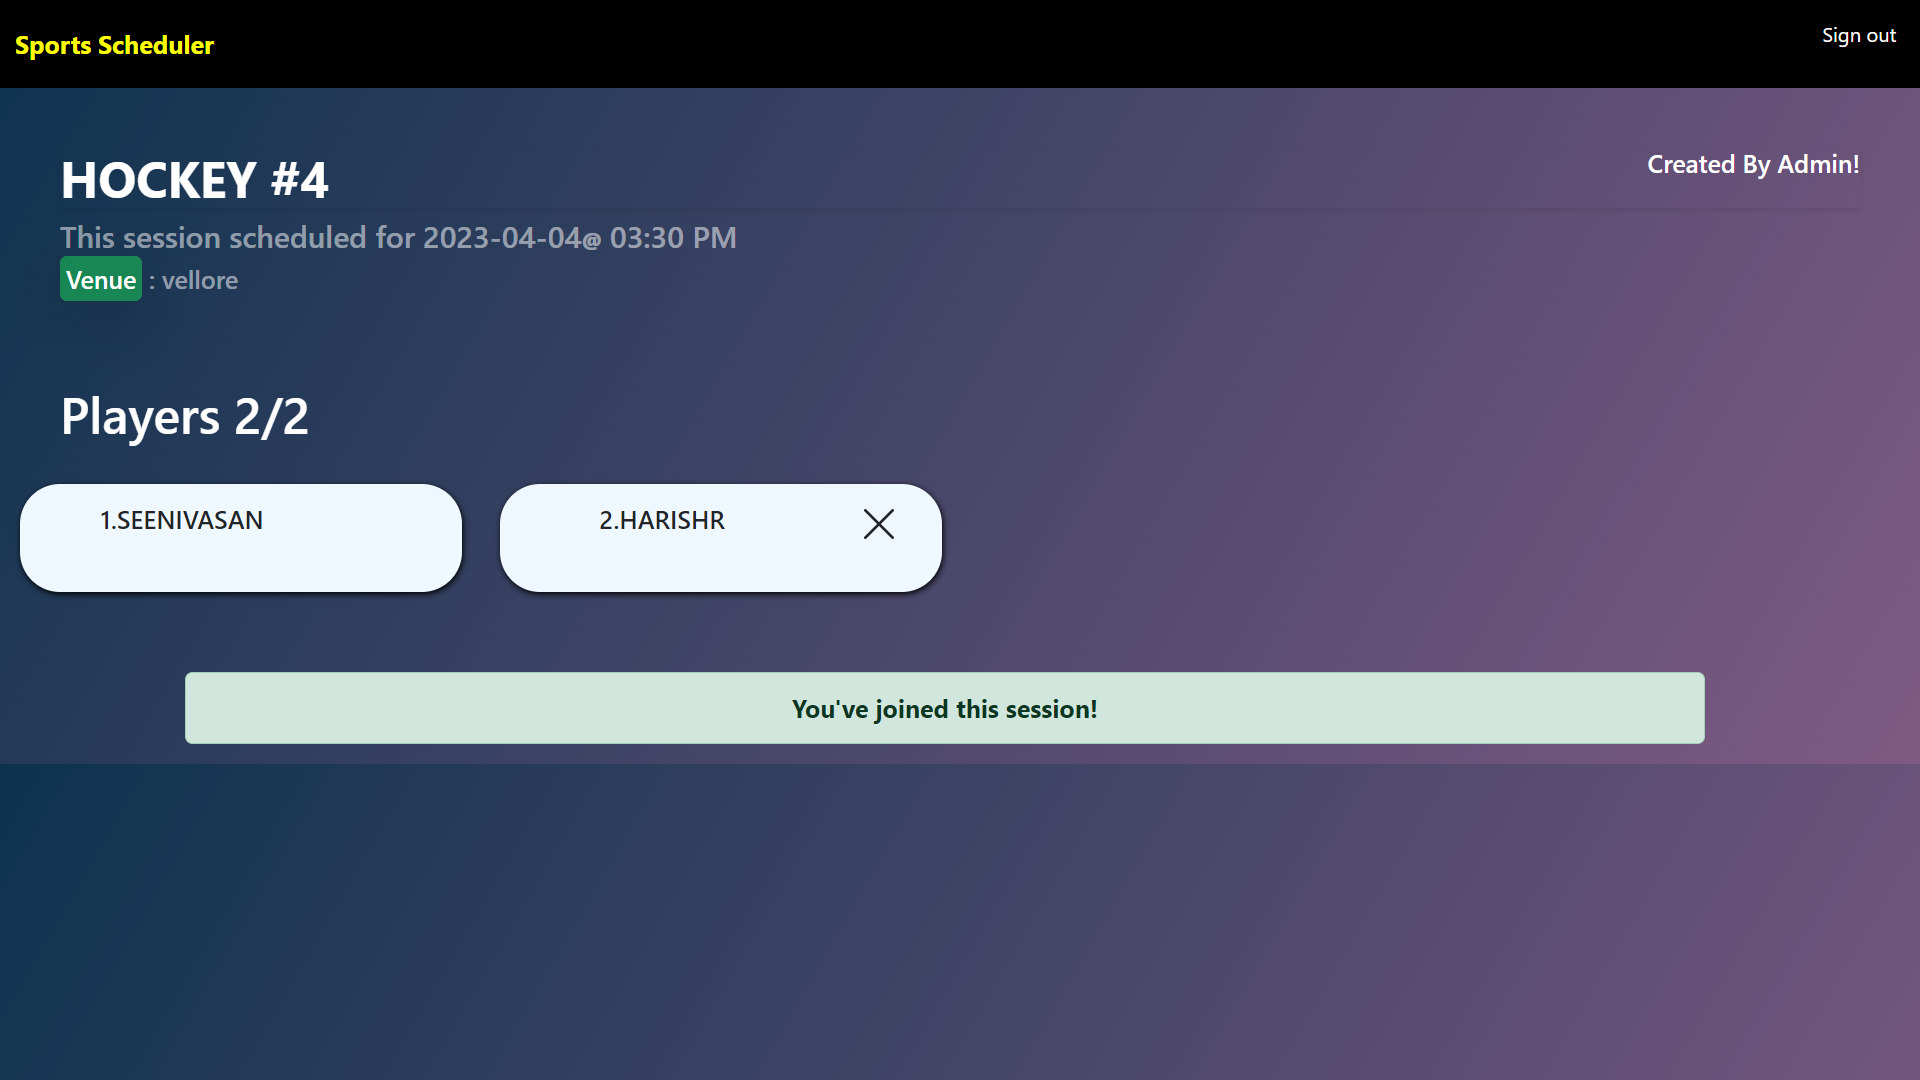 Sports Scheduler
Sign out
HOCKEY #4
Created By Admin!
This session scheduled for 2023-04-04@ 03:30 PM
Venue : vellore
Players 2/2
1.SEENIVASAN
2.HARISHR
You've joined this session!